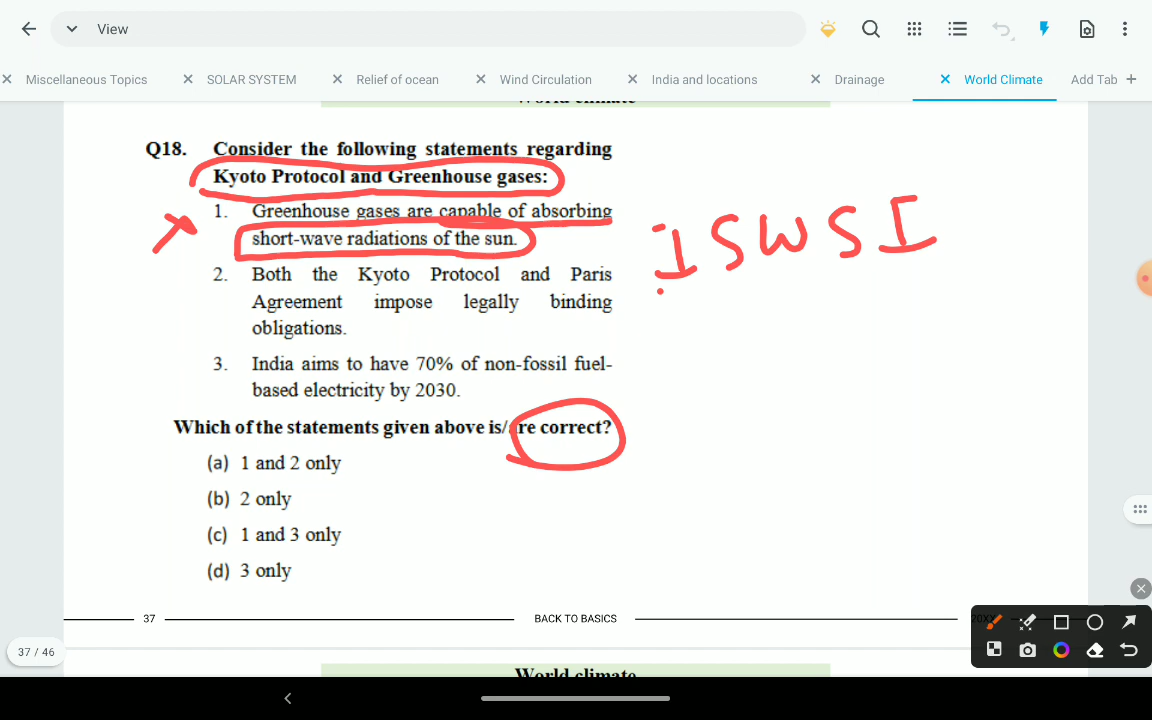 View
Miscellaneous Topics SOLAR SYSTEM Relief of ocean Wind Circulation India and locations Drainage World Climate Add Tab
World climate
Q18. Consider the following statements regarding
Kyoto Protocol and Greenhouse gases:
1. Greenhouse gases are capable of absorbing
short-wave radiations of the sun.
2. Both the Kyoto Protocol and Paris
Agreement impose legally binding
obligations.
3. India aims to have 70% of non-fossil fuel-
based electricity by 2030.
Which of the statements given above is/are correct?
(a) 1 and 2 only
(b) 2 only
(c) 1 and 3 only
(d) 3 only
ISWSI
37 BACK TO BASICS
37 / 46
World climate